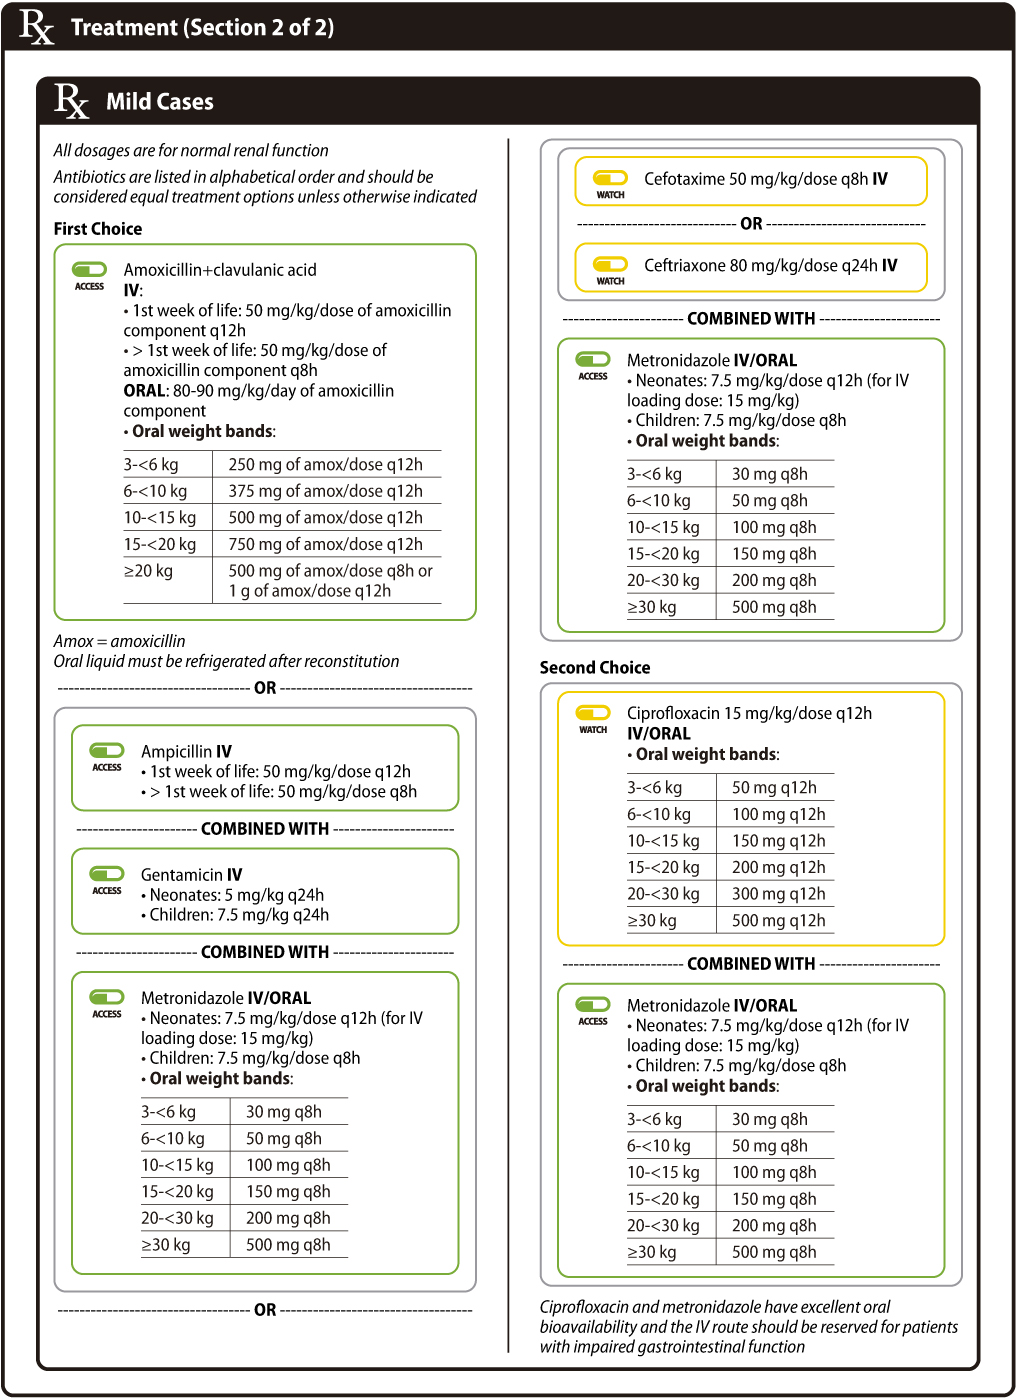 Rx Treatment (Section 2 of 2)
Rx Mild Cases
All dosages are for normal renal function
Antibiotics are listed in alphabetical order and should be
considered equal treatment options unless otherwise indicated
First Choice
ACCESS
Amoxicillin+clavulanic acid
IV:
• 1st week of life: 50 mg/kg/dose of amoxicillin
component q12h
• > 1st week of life: 50 mg/kg/dose of
amoxicillin component q8h
ORAL: 80-90 mg/kg/day of amoxicillin
component
• Oral weight bands:
3-<6 kg 250 mg of amox/dose q12h
6-<10 kg 375 mg of amox/dose q12h
10-<15 kg 500 mg of amox/dose q12h
15-<20 kg 750 mg of amox/dose q12h
≥20 kg 500 mg of amox/dose q8h or
1 g of amox/dose q12h
Amox = amoxicillin
Oral liquid must be refrigerated after reconstitution
OR
ACCESS
Ampicillin IV
• 1st week of life: 50 mg/kg/dose q12h
• > 1st week of life: 50 mg/kg/dose q8h
COMBINED WITH
ACCESS
Gentamicin IV
• Neonates: 5 mg/kg q24h
• Children: 7.5 mg/kg q24h
COMBINED WITH
ACCESS
Metronidazole IV/ORAL
• Neonates: 7.5 mg/kg/dose q12h (for IV
loading dose: 15 mg/kg)
• Children: 7.5 mg/kg/dose q8h
• Oral weight bands:
3-<6 kg 30 mg q8h
6-<10 kg 50 mg q8h
10-<15 kg 100 mg q8h
15-<20 kg 150 mg q8h
20-<30 kg 200 mg q8h
≥30 kg 500 mg q8h
OR
WATCH
Cefotaxime 50 mg/kg/dose q8h IV
OR
WATCH
Ceftriaxone 80 mg/kg/dose q24h IV
COMBINED WITH
ACCESS
Metronidazole IV/ORAL
• Neonates: 7.5 mg/kg/dose q12h (for IV
loading dose: 15 mg/kg)
• Children: 7.5 mg/kg/dose q8h
• Oral weight bands:
3-<6 kg 30 mg q8h
6-<10 kg 50 mg q8h
10-<15 kg 100 mg q8h
15-<20 kg 150 mg q8h
20-<30 kg 200 mg q8h
≥30 kg 500 mg q8h
Second Choice
WATCH
Ciprofloxacin 15 mg/kg/dose q12h
IV/ORAL
• Oral weight bands:
3-<6 kg 50 mg q12h
6-<10 kg 100 mg q12h
10-<15 kg 150 mg q12h
15-<20 kg 200 mg q12h
20-<30 kg 300 mg q12h
≥30 kg 500 mg q12h
COMBINED WITH
ACCESS
Metronidazole IV/ORAL
• Neonates: 7.5 mg/kg/dose q12h (for IV
loading dose: 15 mg/kg)
• Children: 7.5 mg/kg/dose q8h
• Oral weight bands:
3-<6 kg 30 mg q8h
6-<10 kg 50 mg q8h
10-<15 kg 100 mg q8h
15-<20 kg 150 mg q8h
20-<30 kg 200 mg q8h
≥30 kg 500 mg q8h
Ciprofloxacin and metronidazole have excellent oral
bioavailability and the IV route should be reserved for patients
with impaired gastrointestinal function